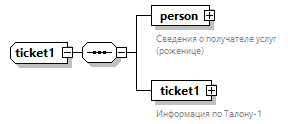 person
Сведения о получателе услуг
(роженице)
ticket1
ticket1
Информация по Талону-1